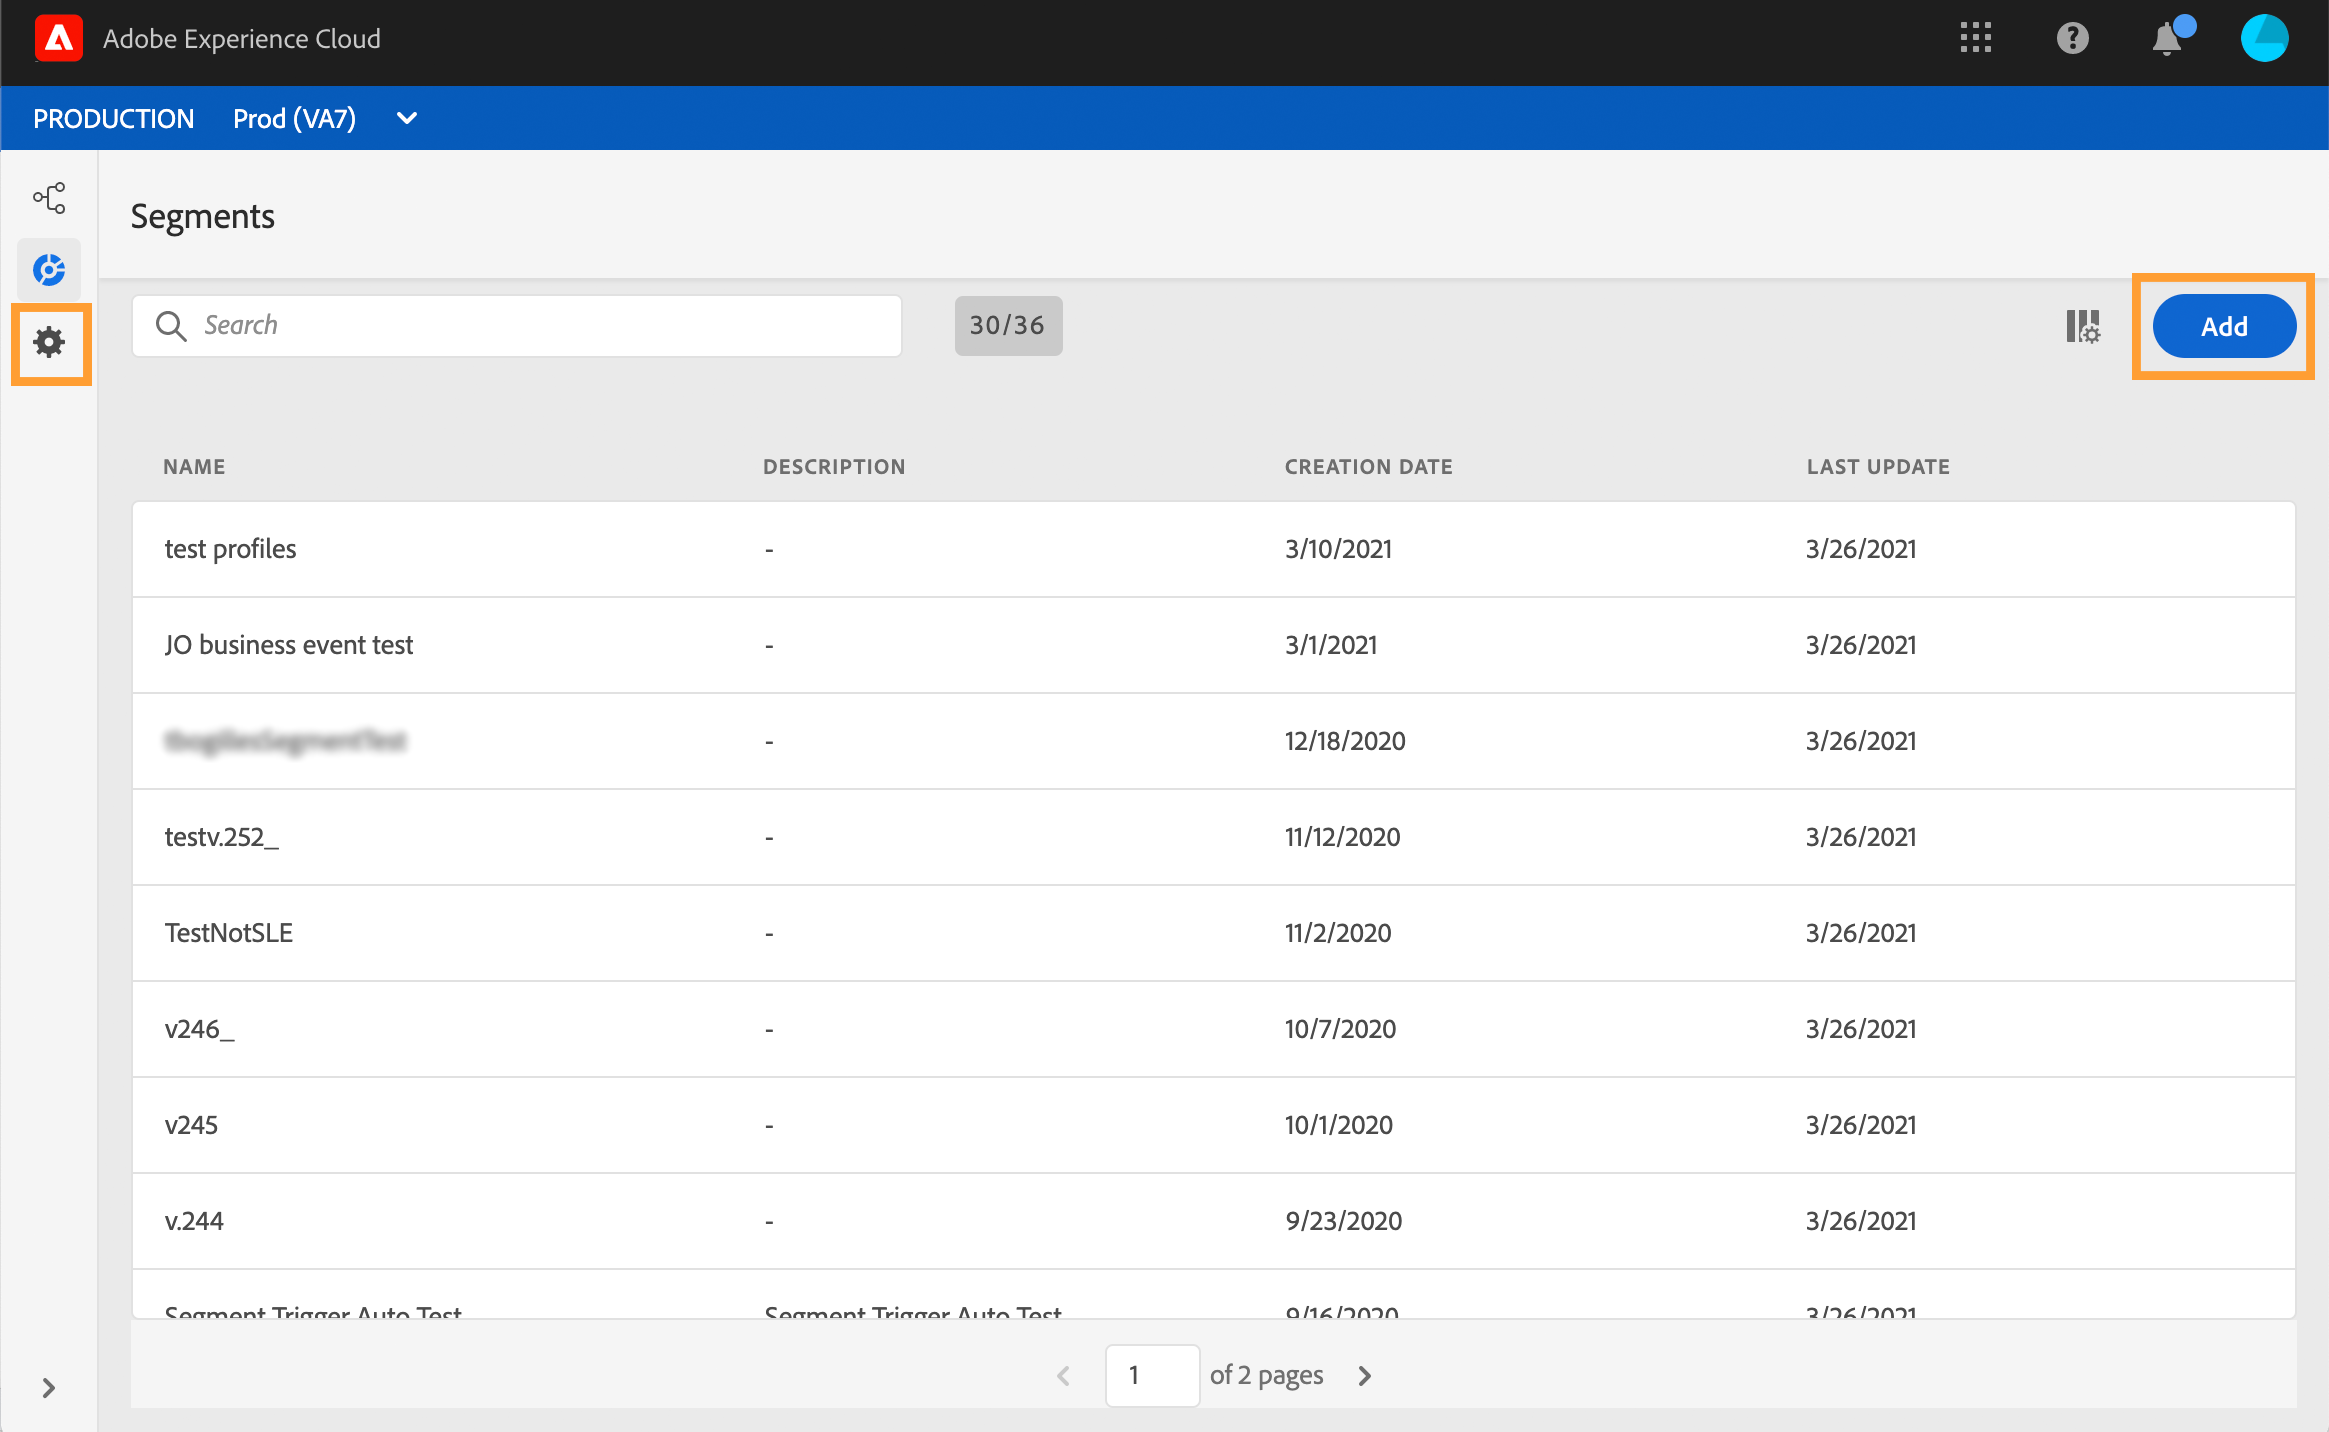 Adobe Experience Cloud
PRODUCTION Prod (VA7)
Segments
Search 30/36 Add
NAME DESCRIPTION CREATION DATE LAST UPDATE
test profiles - 3/10/2021 3/26/2021
JO business event test - 3/1/2021 3/26/2021
- 12/18/2020 3/26/2021
testv.252_ - 11/12/2020 3/26/2021
TestNotSLE - 11/2/2020 3/26/2021
v246_ - 10/7/2020 3/26/2021
v245 - 10/1/2020 3/26/2021
v.244 - 9/23/2020 3/26/2021
Segment Trigger Auto Test Segment Trigger Auto Test 9/16/2020 3/26/2021
1 of 2 pages